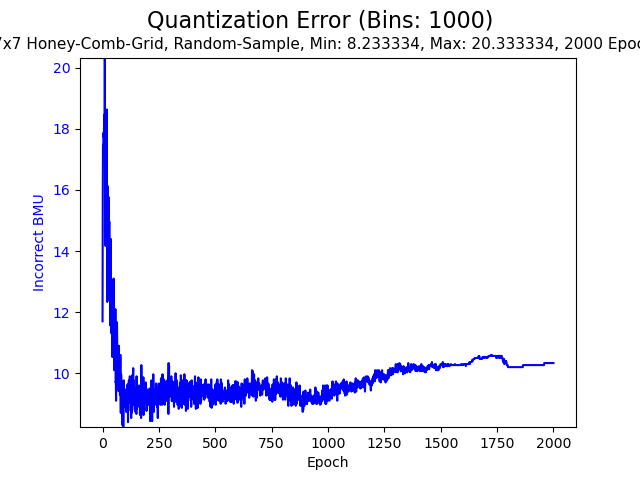 Quantization Error (Bins: 1000)
7x7 Honey-Comb-Grid, Random-Sample, Min: 8.233334, Max: 20.333334, 2000 Epoc
20
18
16
14
12
10
Incorrect BMU
0 250 500 750 1000 1250 1500 1750 2000
Epoch